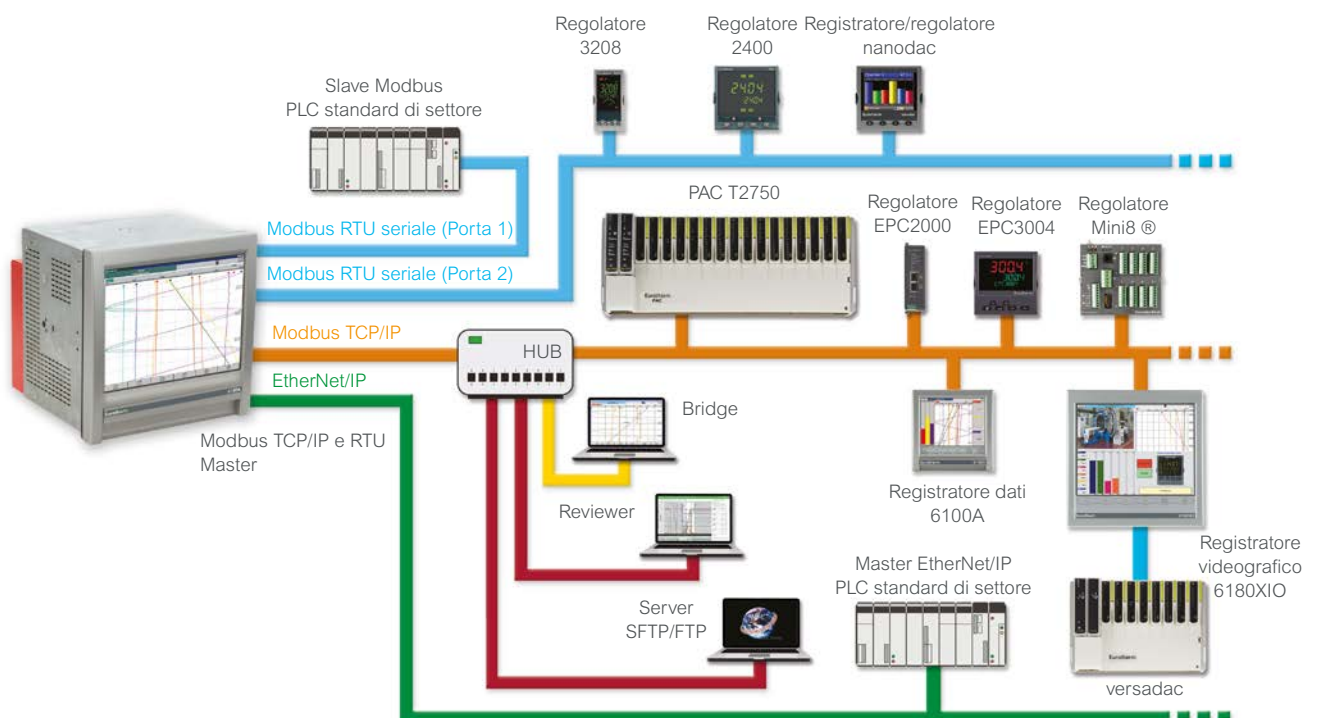 Regolatore
3208
Regolatore
2400
Registratore/regolatore
nanodac
Slave Modbus
PLC standard di settore
PAC T2750
Regolatore
EPC2000
Regolatore
EPC3004
Regolatore
Mini8 ®
Modbus RTU seriale (Porta 1)
Modbus RTU seriale (Porta 2)
Modbus TCP/IP
EtherNet/IP
HUB
Modbus TCP/IP e RTU
Master
Bridge
Reviewer
Server
SFTP/FTP
Registratore dati
6100A
Master EtherNet/IP
PLC standard di settore
Registratore
videografico
6180XIO
versadac